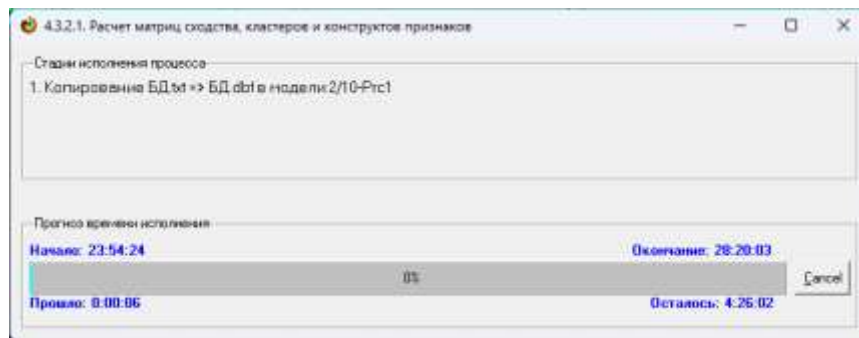 4.3.2.1. Расчет матриц сходства, кластеров и конструктов признаков
Стадии исполнения процесса
1. Копирование БД.txt => БД.dbf в модели:2/10-Prc1
Прогноз времени исполнения
Начало: 23:54:24
Окончание: 28:20:03
0%
Cancel
Прошло: 0:00:06
Осталось: 4:26:02